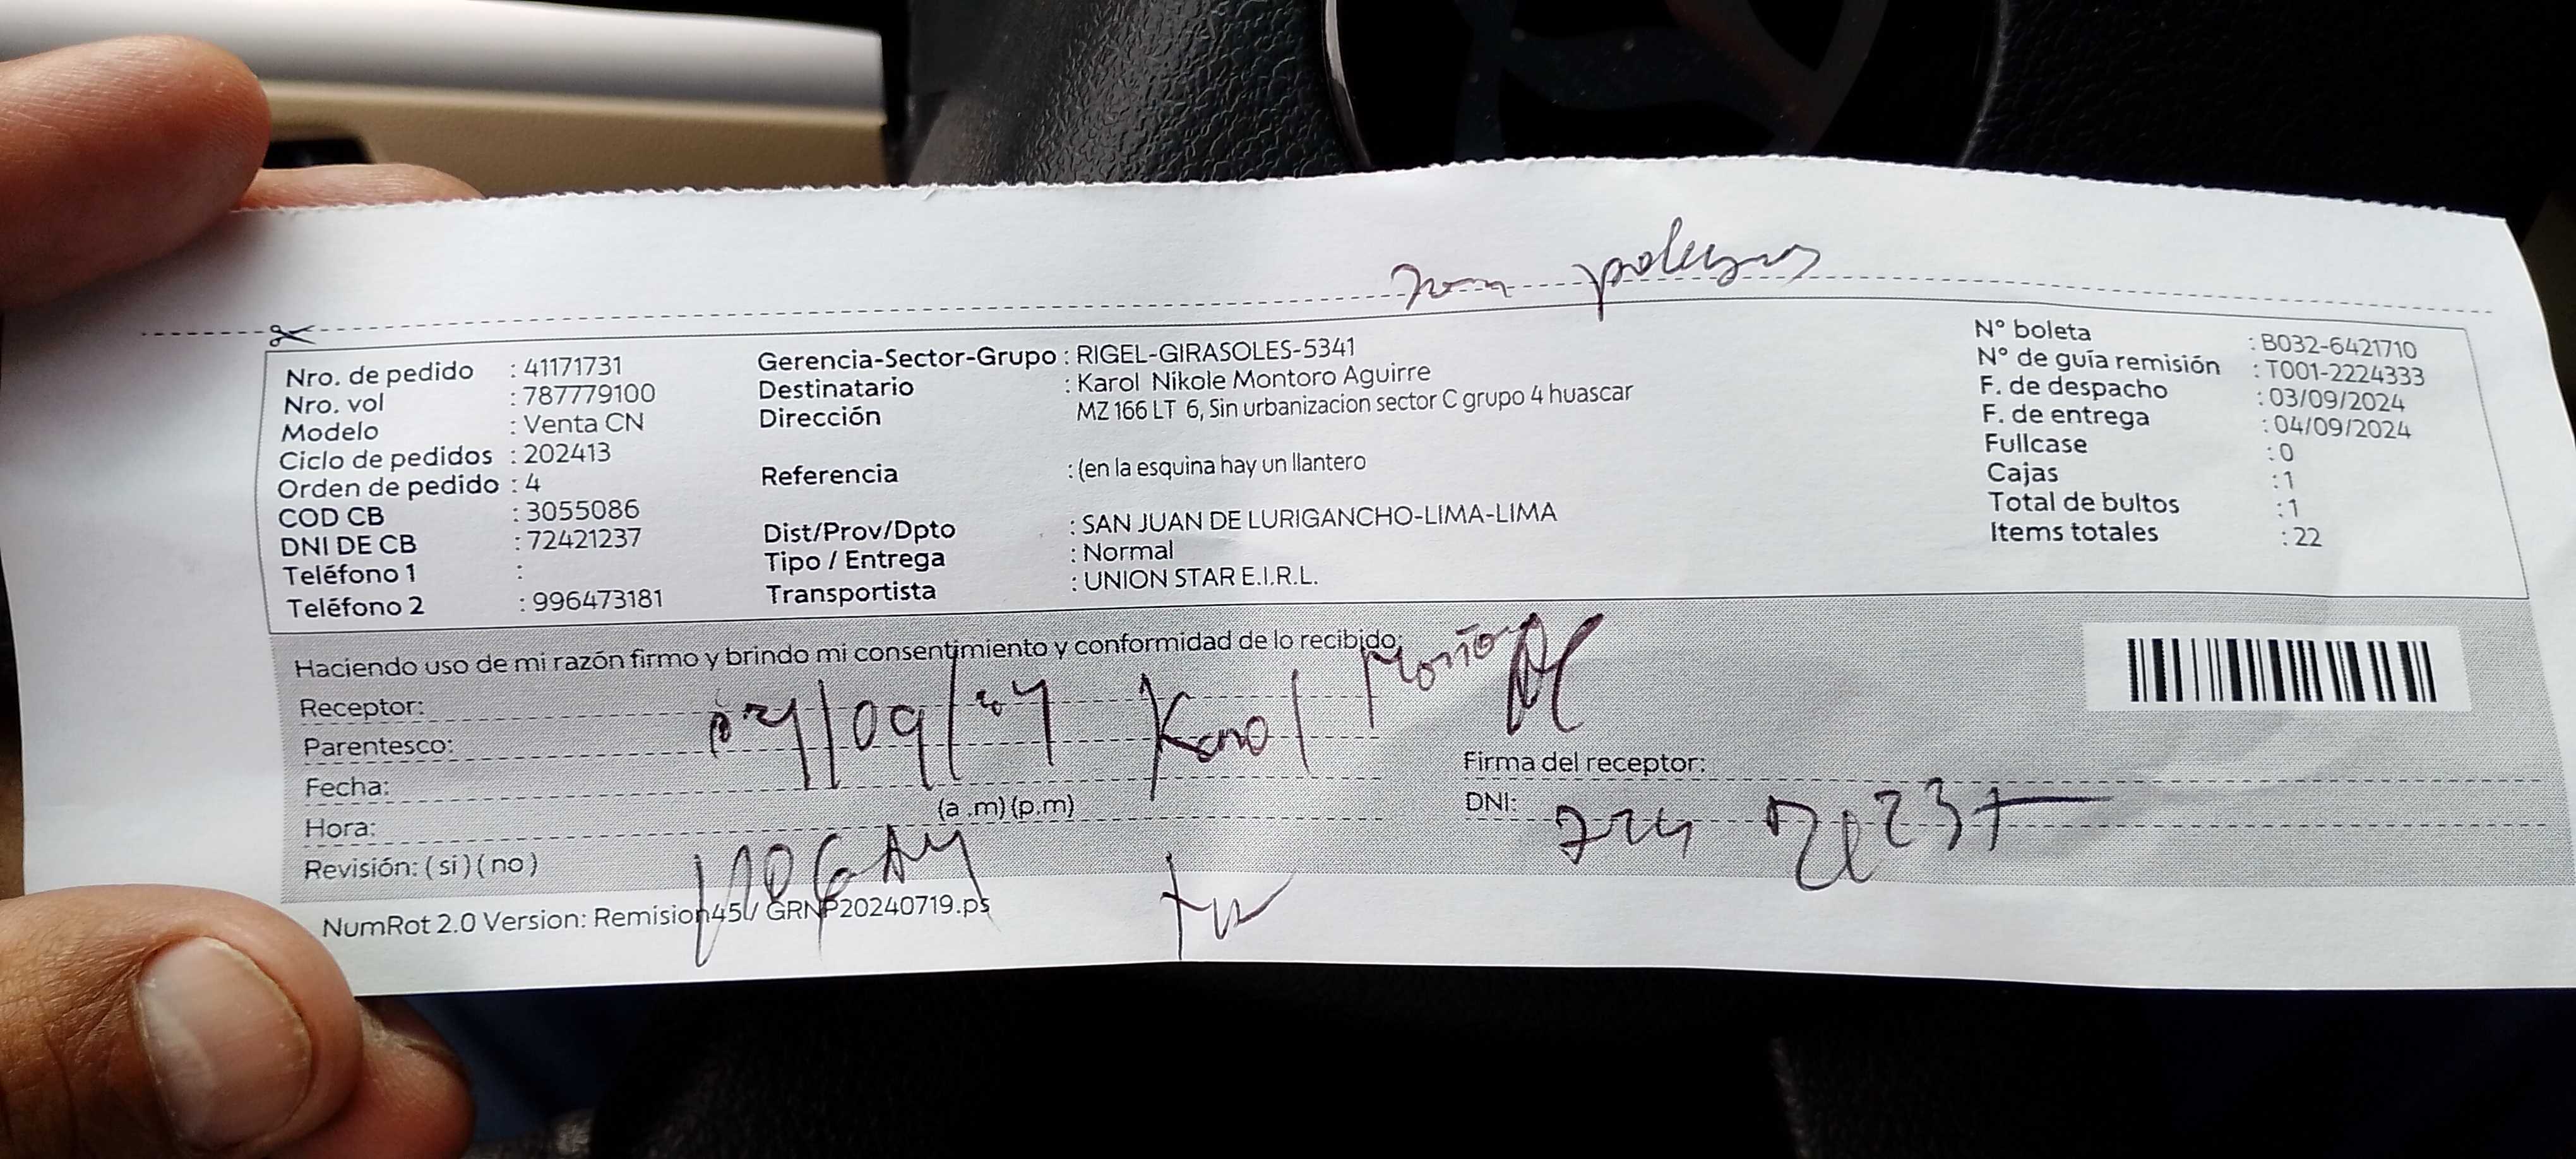 Nro. de pedido : 41171731
Nro. vol : 787779100
Modelo : Venta CN
Ciclo de pedidos : 202413
Orden de pedido : 4
COD CB : 3055086
DNI DE CB : 72421237
Teléfono 1 :
Teléfono 2 : 996473181
Gerencia-Sector-Grupo : RIGEL-GIRASOLES-5341
Destinatario : Karol Nikole Montoro Aguirre
Dirección MZ 166 LT 6, Sin urbanizacion sector C grupo 4 huascar
Referencia : (en la esquina hay un llantero
Dist/Prov/Dpto : SAN JUAN DE LURIGANCHO-LIMA-LIMA
Tipo / Entrega : Normal
Transportista : UNION STAR E.I.R.L.
N° boleta : B032-6421710
N° de guía remisión : T001-2224333
F. de despacho : 03/09/2024
F. de entrega : 04/09/2024
Fullcase : 0
Cajas : 1
Total de bultos : 1
Items totales : 22
Haciendo uso de mi razón firmo y brindo mi consentimiento y conformidad de lo recibido:
Receptor:
Parentesco:
Karol
Fecha:
Hora: (a .m) (p.m)
Revisión: ( si ) ( no )
Firma del receptor:
DNI:
NumRot 2.0 Version: Remision45L/ GRNP20240719.ps